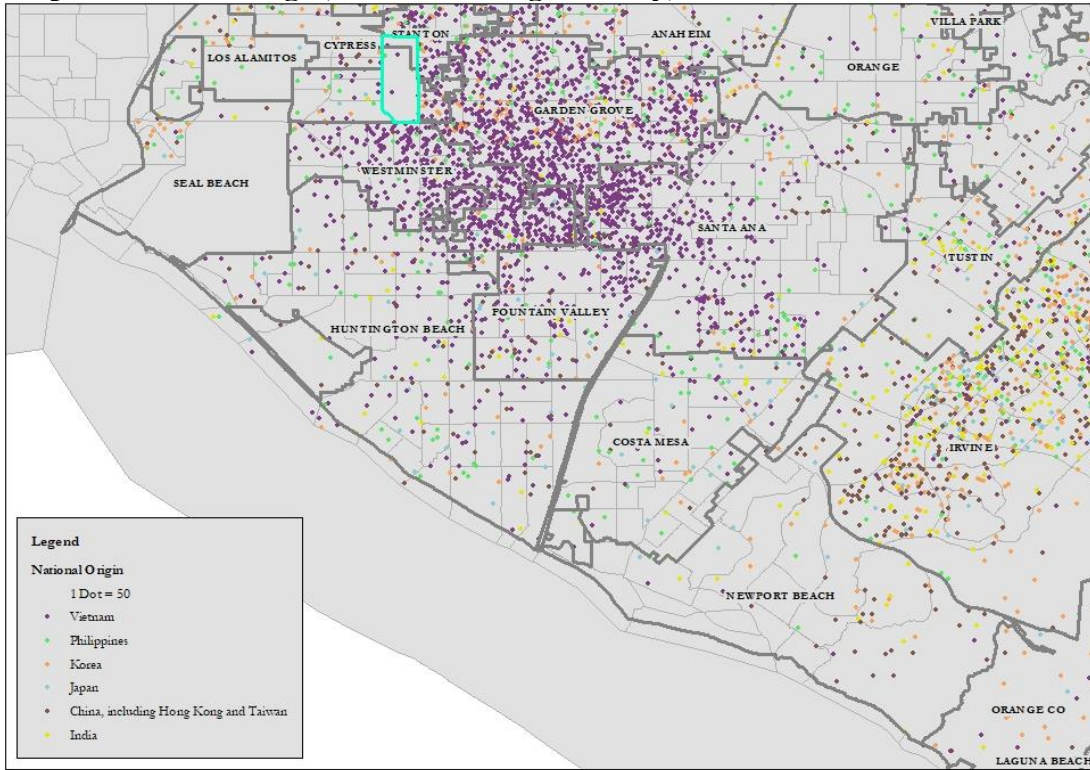 STANTON
VILLA PARK
CYPRESS
ANAHEIM
LOS ALAMITOS
ORANGE
GARDEN GROVE
WESTMINSTER
SEAL BEACH
SANTA ANA
TUSTIN
FOUNTAIN VALLEY
HUNTINGTON BEACH
COSTA MESA
IRVINE
NEWPORT BEACH
ORANGE CO
LAGUNA BEACH
Legend
National Origin
1 Dot = 50
Vietnam
Philippines
Korea
Japan
China, including Hong Kong and Taiwan
India